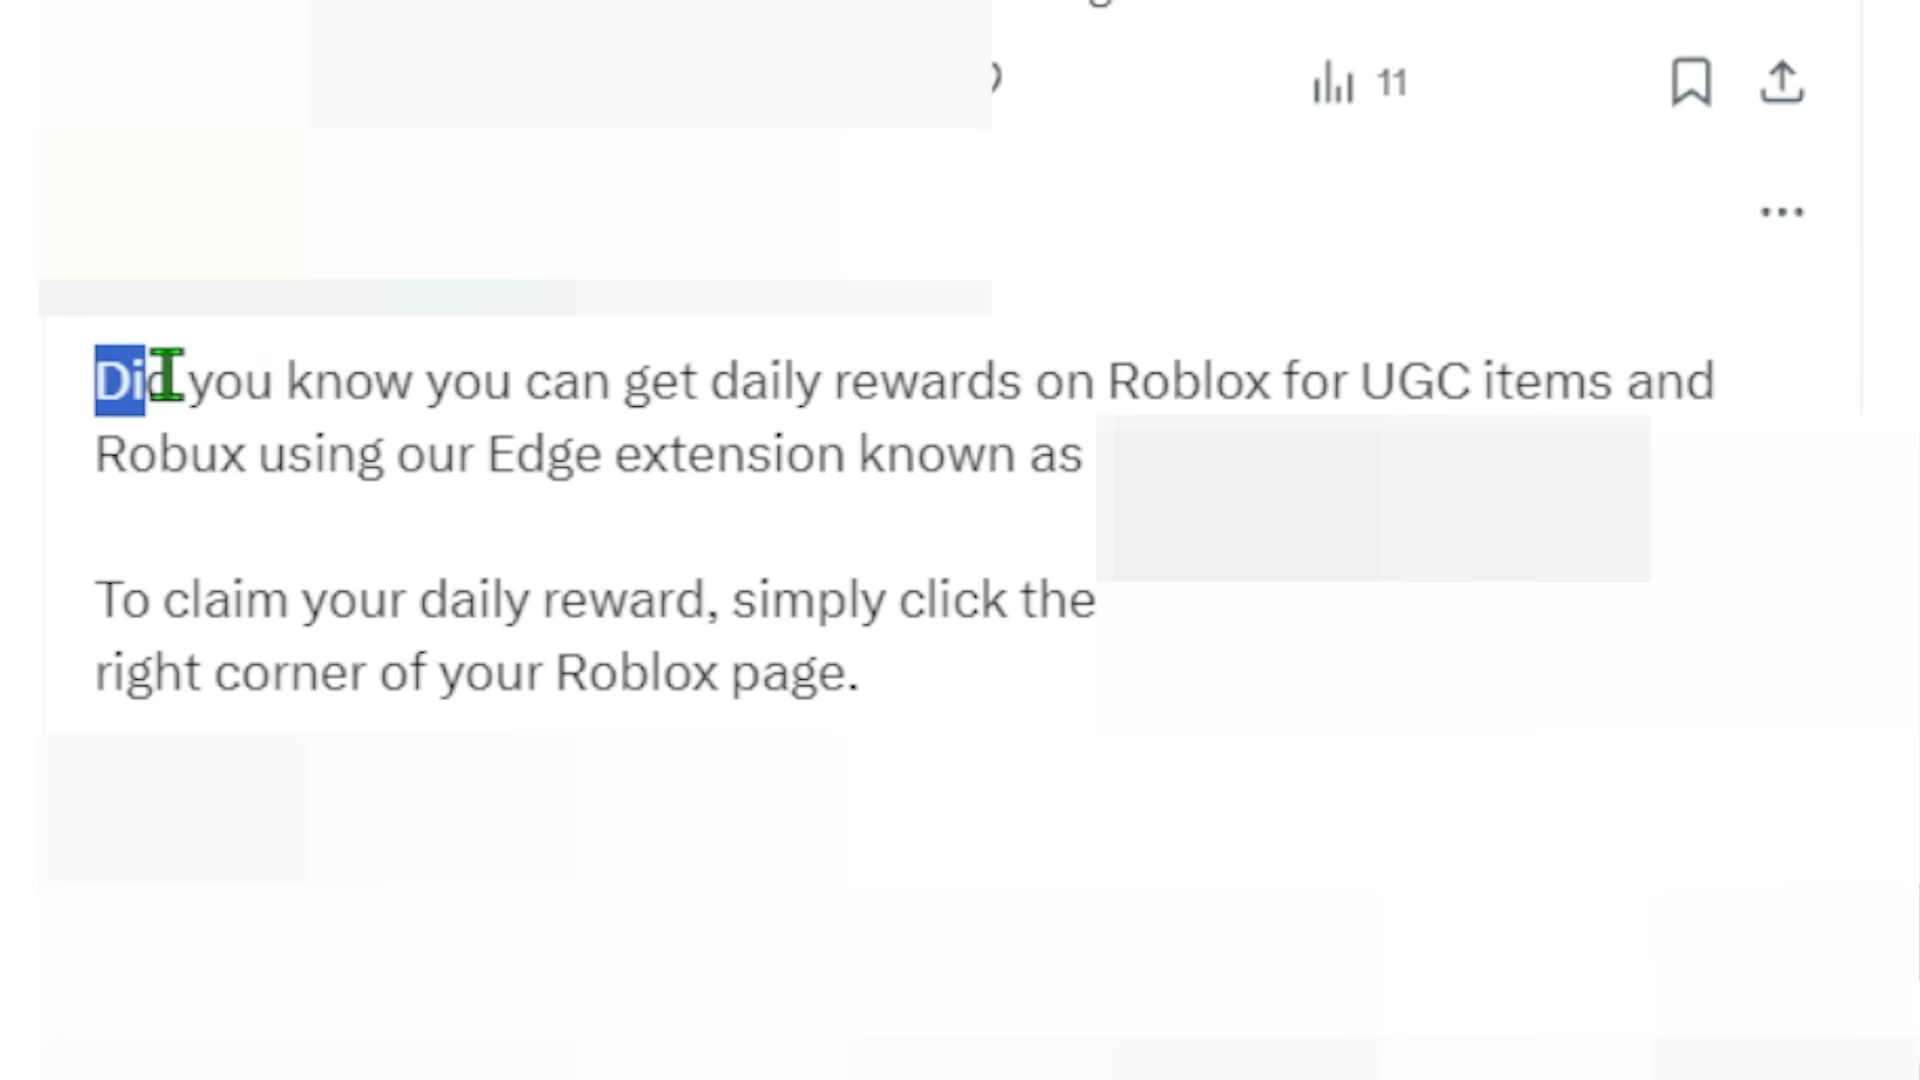 11
Did you know you can get daily rewards on Roblox for UGC items and
Robux using our Edge extension known as
To claim your daily reward, simply click the
right corner of your Roblox page.